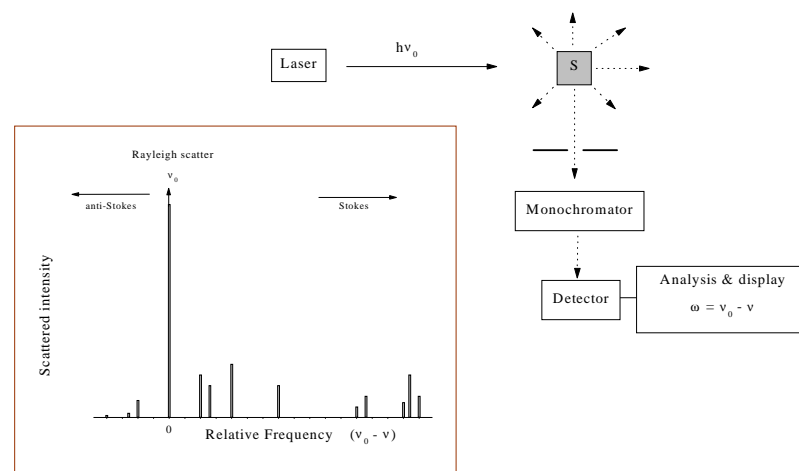 hν₀
Laser
S
Rayleigh scatter
ν₀
anti-Stokes
Stokes
Monochromator
Detector
Analysis & display
ω = ν₀ - ν
Scattered intensity
0
Relative Frequency (ν₀ - ν)